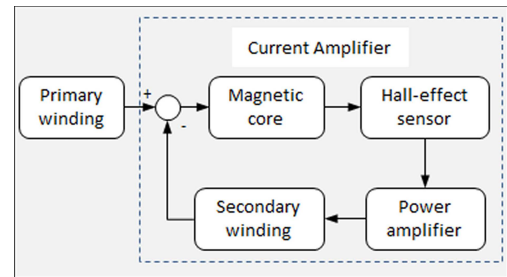 Current Amplifier
Primary
winding
+
-
Magnetic
core
Hall-effect
sensor
Secondary
winding
Power
amplifier